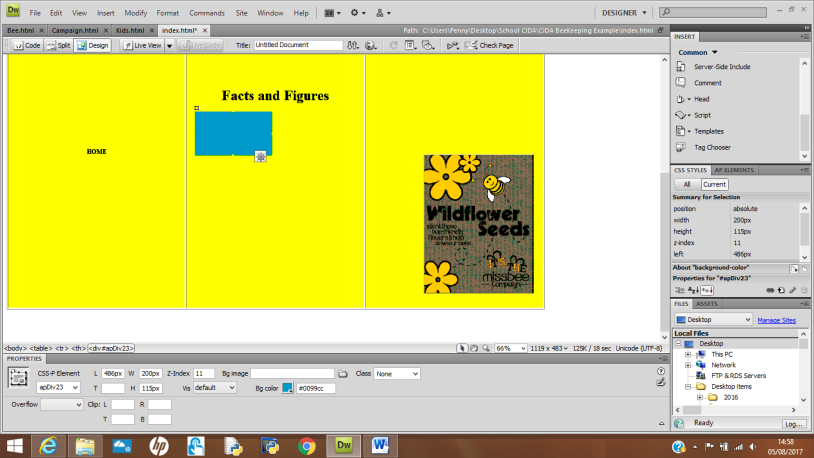 Dw File Edit View Insert Modify Format Commands Site Window Help DESIGNER
Bee.html × Campaign.html × Kids.html × index.html* × Path: C:\Users\Penny\Desktop\School CIDA\CiDA BeeKeeping Example\index.html
Code Split Design Live View Live Code Title: Untitled Document Check Page
Facts and Figures
HOME
Wildflower
Seeds
missbee
Campaign
INSERT
Common
Server-Side Include
Comment
Head
Script
Templates
Tag Chooser
CSS STYLES AP ELEMENTS
All Current
Summary for Selection
position absolute
width 200px
height 115px
z-index 11
left 486px
About "background-color"
Properties for "#apDiv23"
FILES ASSETS
Desktop Manage Sites
Local Files
Desktop
This PC
Network
FTP & RDS Servers
Desktop items
2016
Ready Log...
<body> <table> <tr> <th> <div#apDiv23> 66% 1119 x 483 125K / 18 sec Unicode (UTF-8)
PROPERTIES
CSS-P Element L 486px W 200px Z-Index 11 Bg image Class None
apDiv23 T H 115px Vis default Bg color #0099cc
Overflow Clip: L R
T B
hp Dw W
14:58
05/08/2017